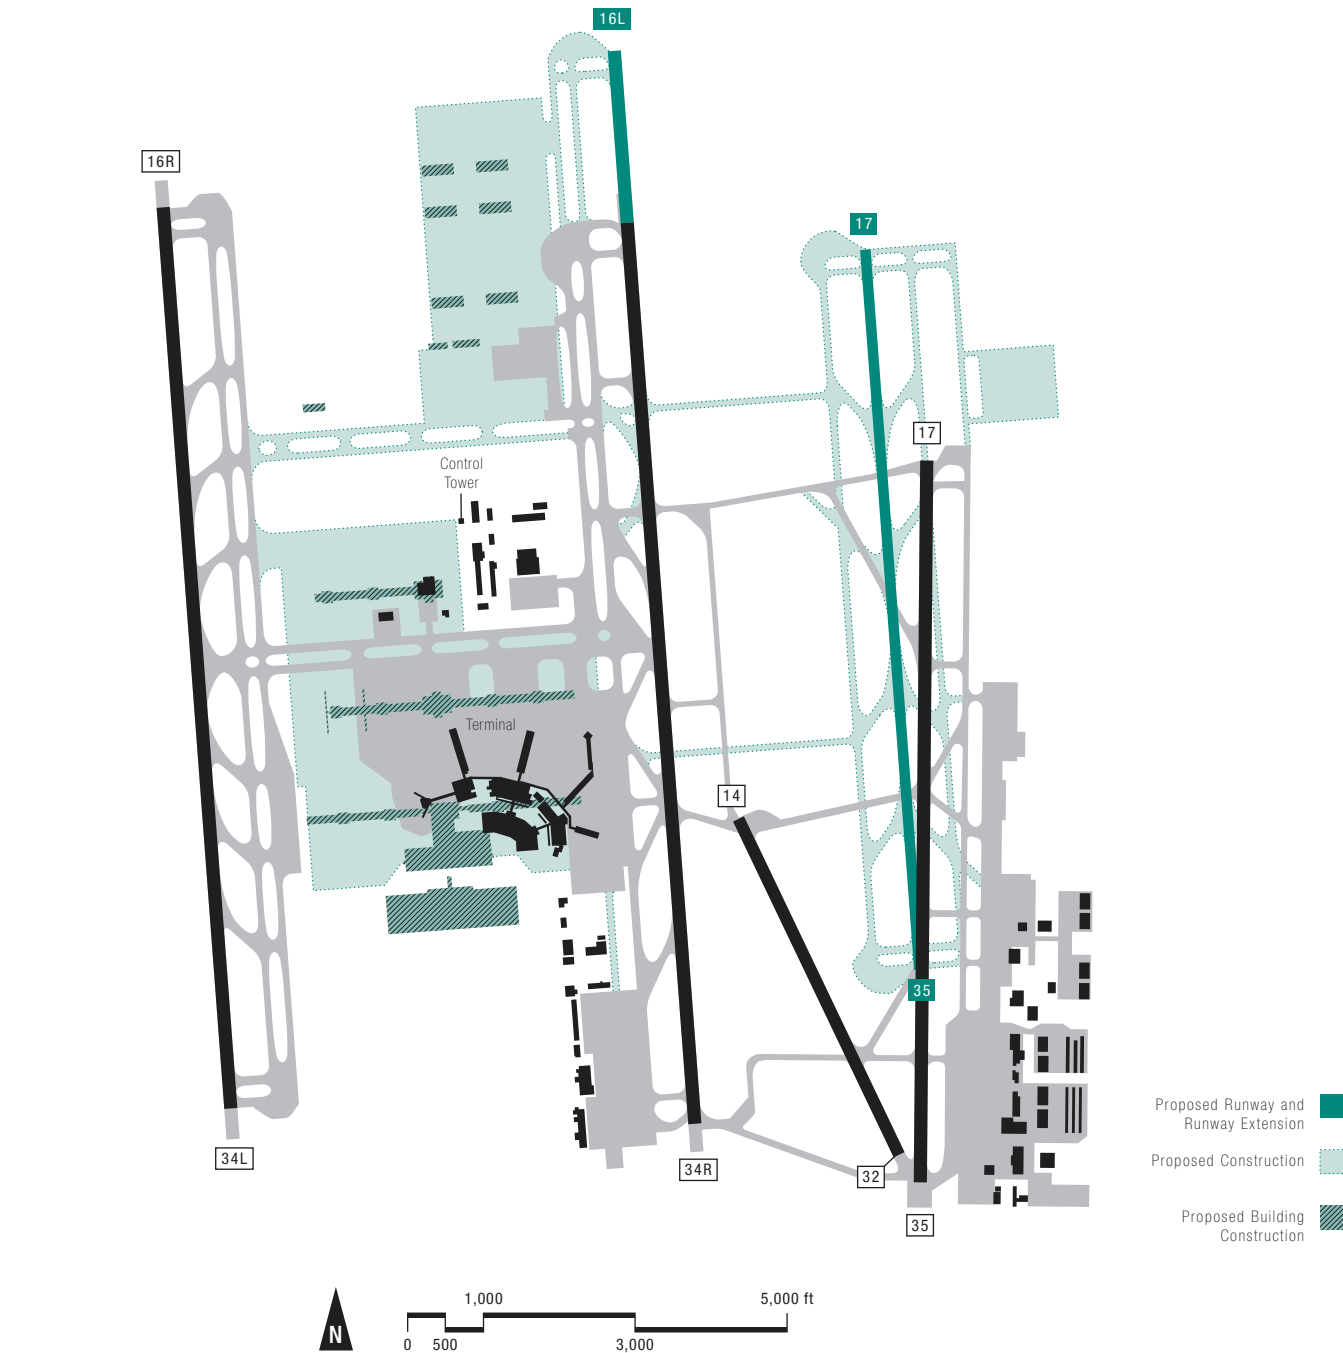 16L
16R
17
17
Control
Tower
Terminal
14
35
Proposed Runway and
Runway Extension
34L
34R
Proposed Construction
32
35
Proposed Building
Construction
N
1,000
5,000 ft
0
500
3,000